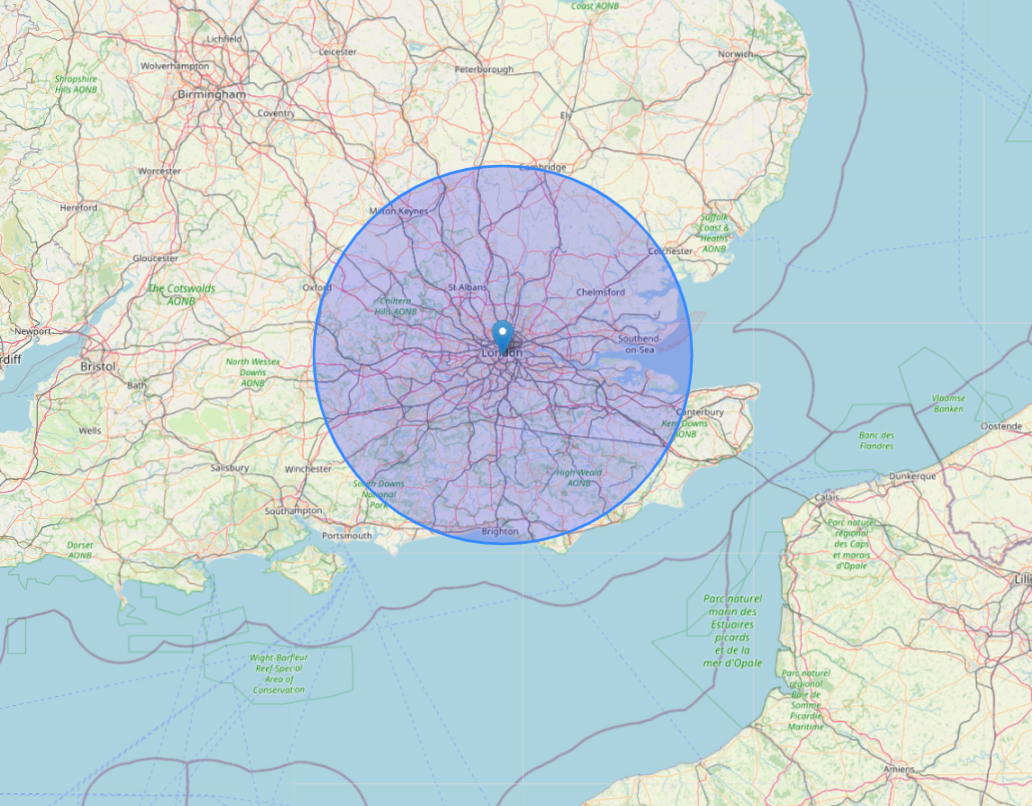 Coast AONB
Lichfield
Leicester
Norwich
Wolverhampton
Peterborough
Shropshire
Hills AONB
Birmingham
Coventry
Ely
Worcester
Cambridge
Hereford
Milton Keynes
Suffolk
Coast &
Heaths
AONB
Gloucester
Colchester
The Cotswolds
AONB
Oxford
St Albans
Chelmsford
Chiltern
Hills AONB
Newport
London
Southend-
on-Sea
rdiff
Bristol
North Wessex
Downs
AONB
Bath
Vlaamse
Banken
Canterbury
Kent Downs
AONB
Oostende
Wells
Banc des
Flandres
Salisbury
Winchester
High Weald
AONB
Dunkerque
South Downs
National
Park
Calais
Southampton
Brighton
Portsmouth
Parc naturel
régional
des Caps
et marais
d'Opale
Dorset
AONB
Lill
Parc naturel
marin des
Estuaires
picards
et de la
mer d'Opale
Wight-Barfleur
Reef Special
Area of
Conservation
Parc naturel
régional
Baie de
Somme
Picardie
Maritime
Amiens